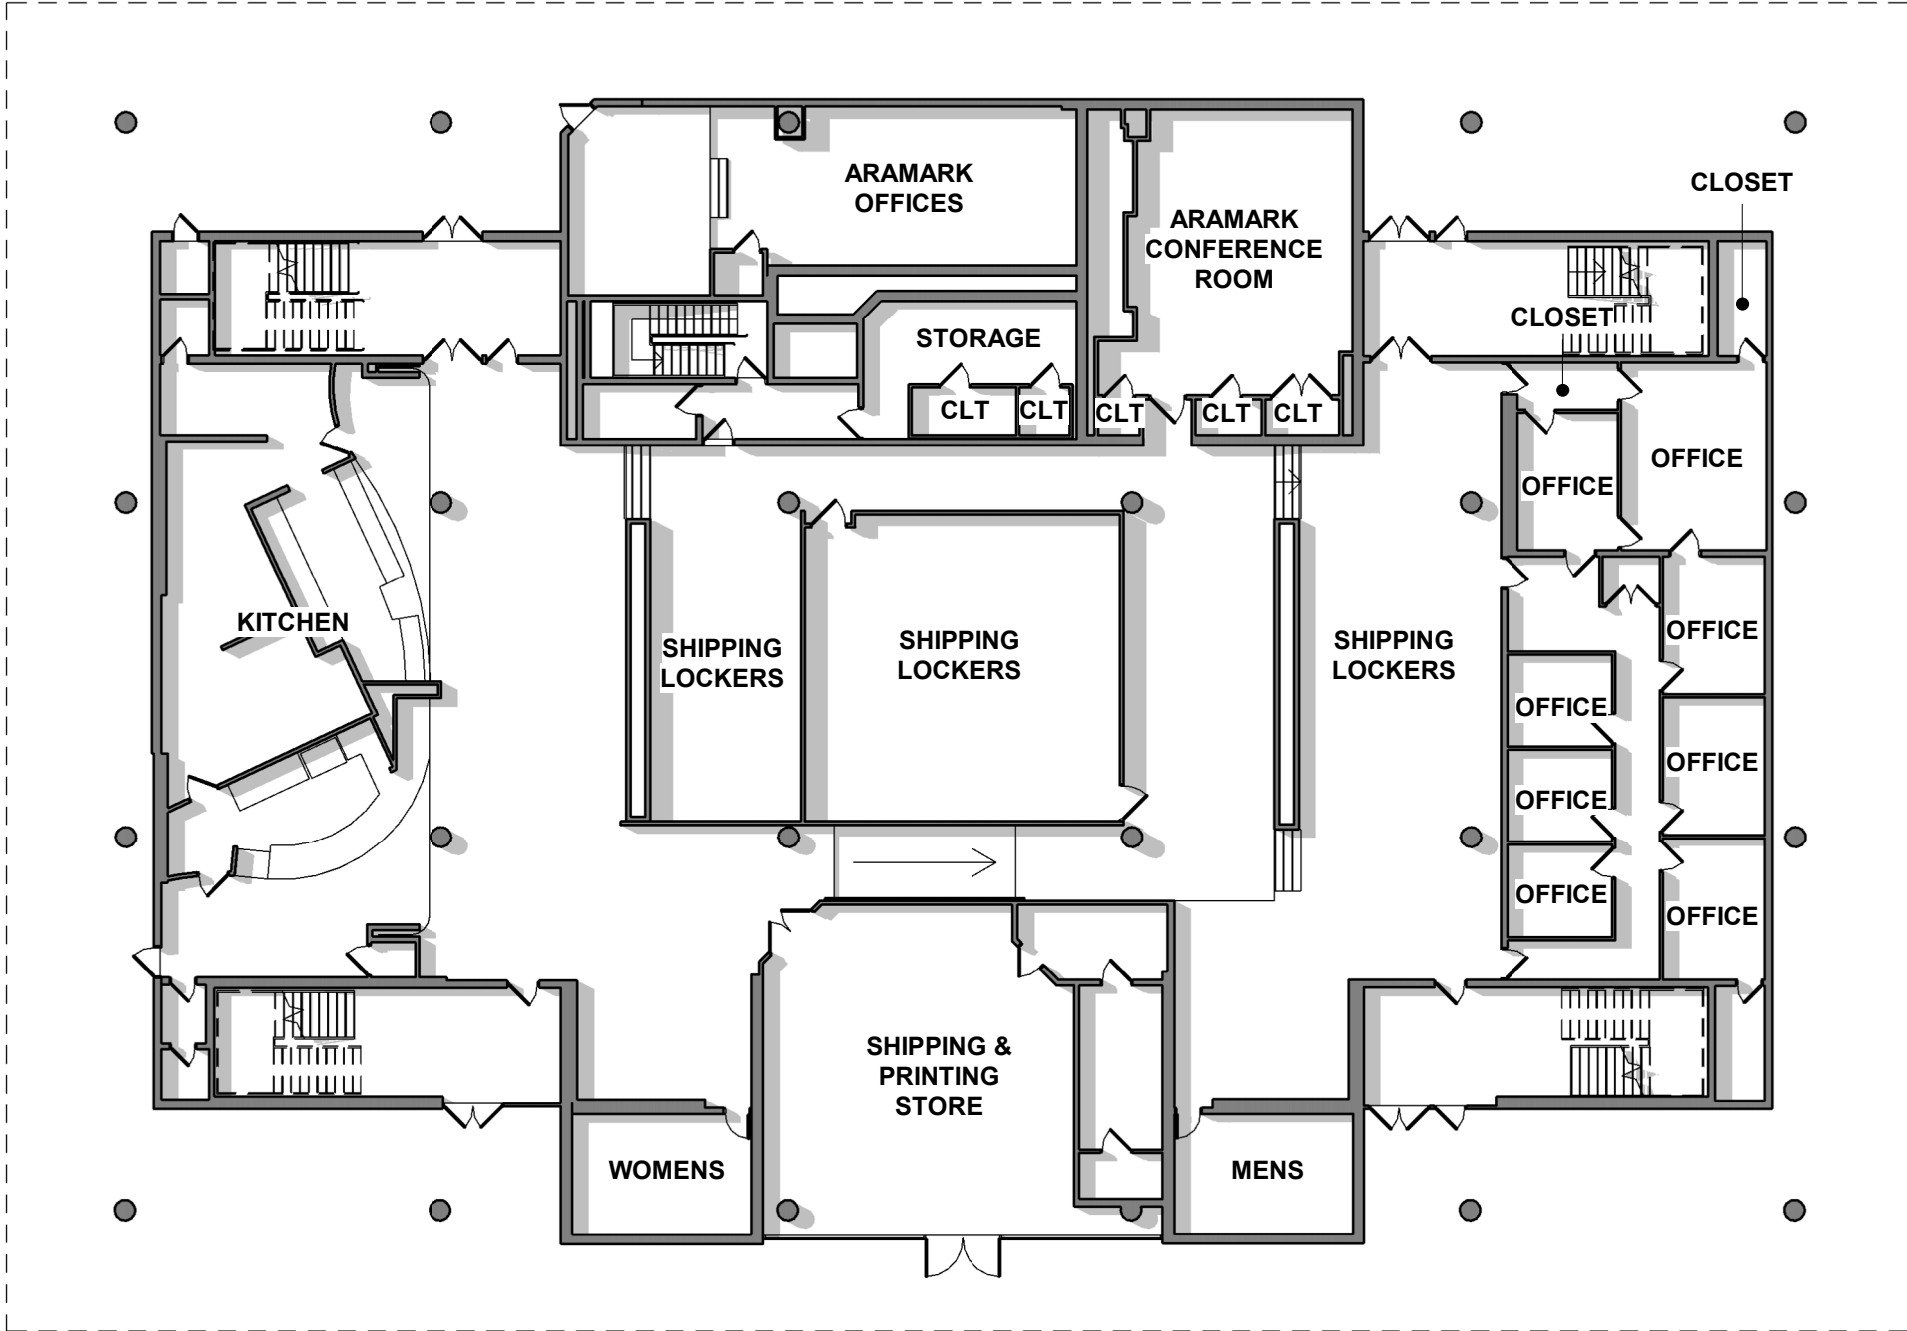 ARAMARK
OFFICES
CLOSET
ARAMARK
CONFERENCE
ROOM
CLOSET
STORAGE
CLT
CLT
CLT
CLT
CLT
OFFICE
OFFICE
KITCHEN
SHIPPING
LOCKERS
SHIPPING
LOCKERS
SHIPPING
LOCKERS
OFFICE
OFFICE
OFFICE
OFFICE
OFFICE
OFFICE
SHIPPING &
PRINTING
STORE
WOMENS
MENS